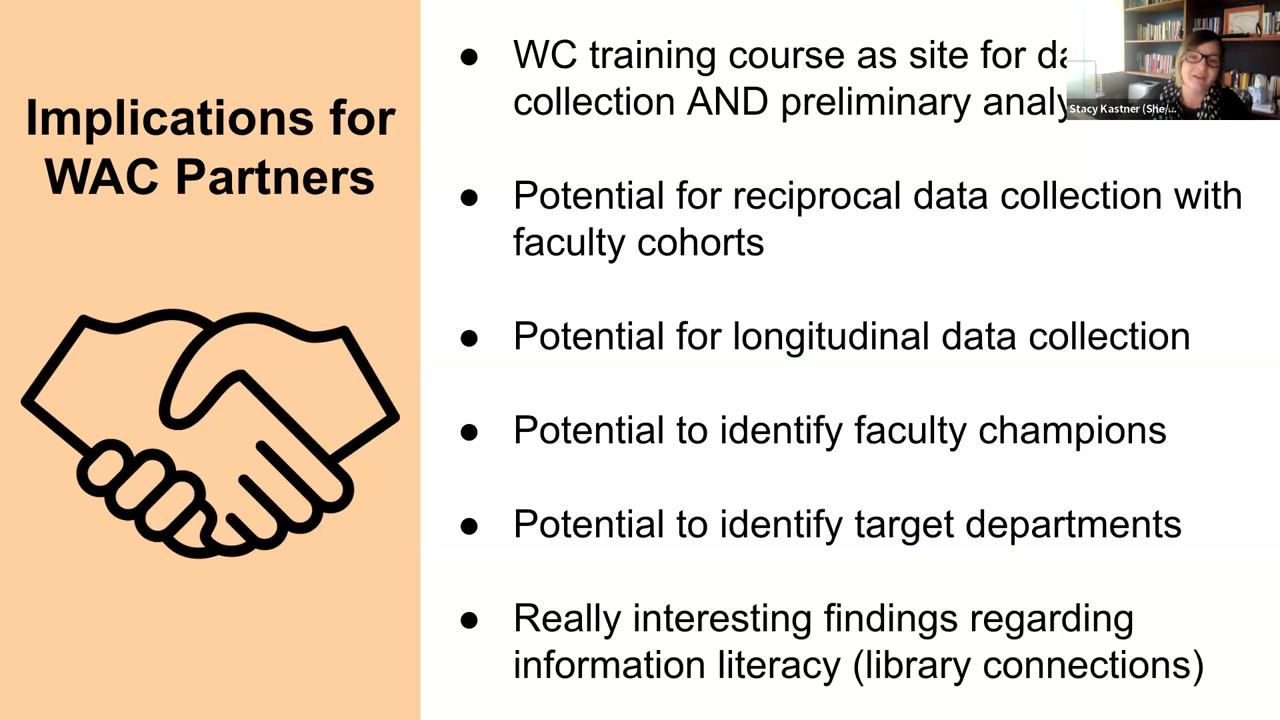 Implications for
WAC Partners
● WC training course as site for
collection AND preliminary
● Potential for reciprocal data collection with
faculty cohorts
● Potential for longitudinal data collection
● Potential to identify faculty champions
● Potential to identify target departments
● Really interesting findings regarding
information literacy (library connections)
Stacy Kastner (She/...